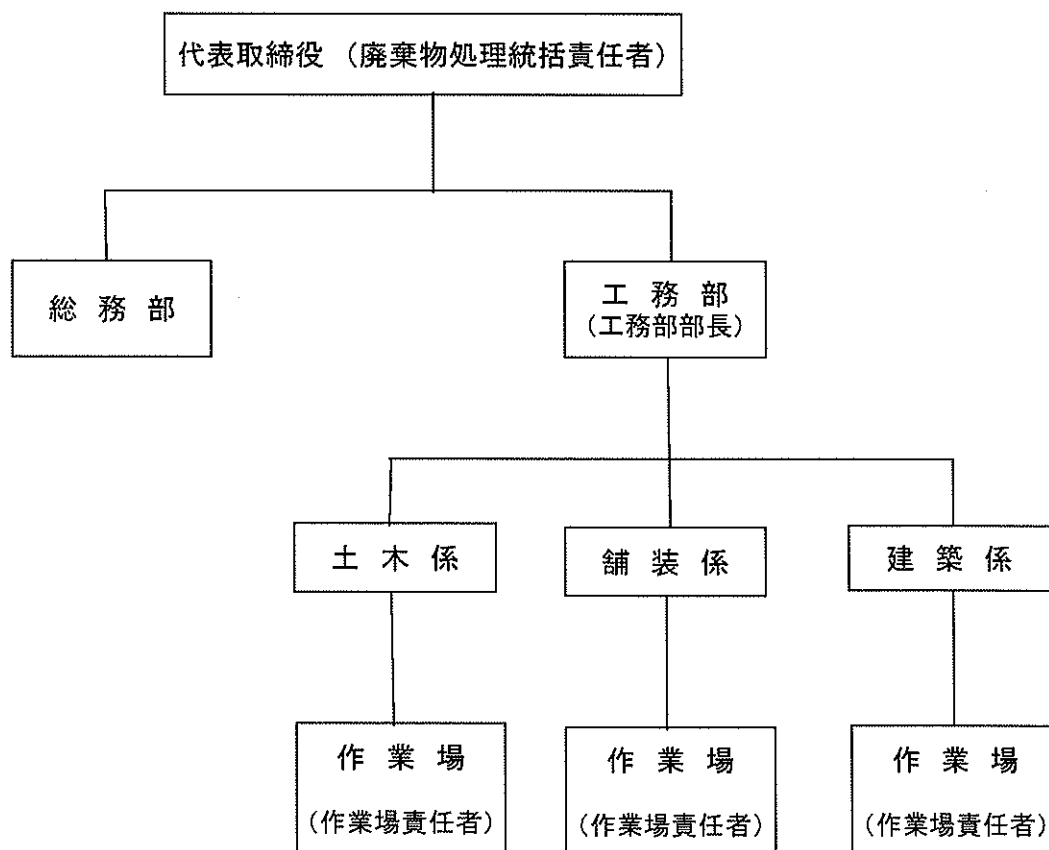 代表取締役（廃棄物処理統括責任者）
総務部
工務部
（工務部部長）
土木係
舗装係
建築係
作業場
作業場
作業場
（作業場責任者）
（作業場責任者）
（作業場責任者）